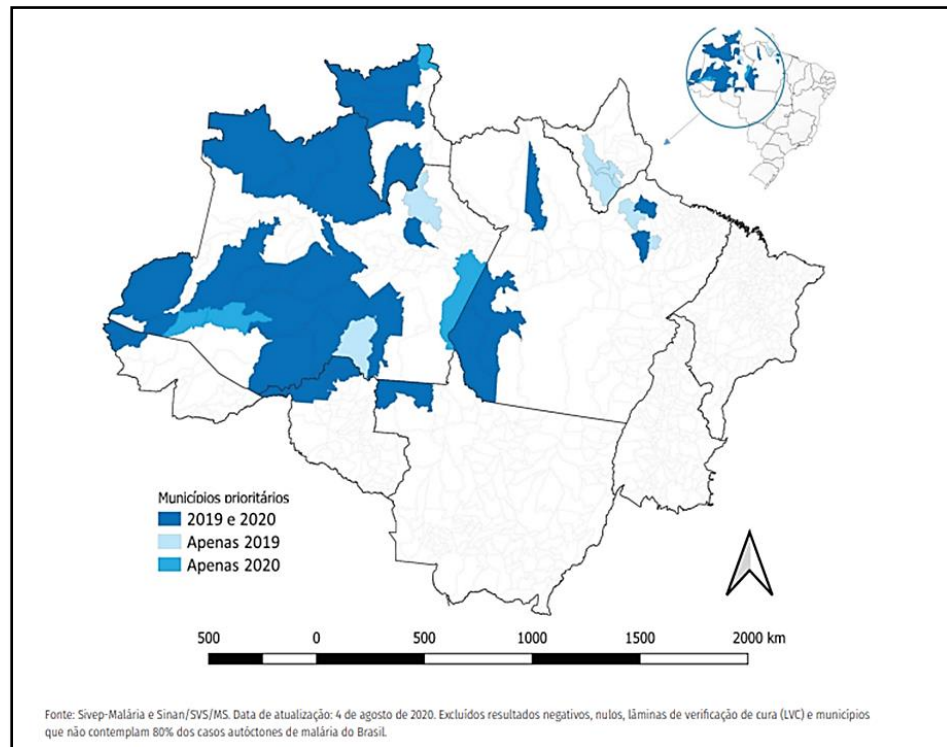 Municípios prioritários
2019 e 2020
Apenas 2019
Apenas 2020
500 0 500 1000 1500 2000 km
Fonte: Sivep-Malária e Sinan/SVS/MS. Data de atualização: 4 de agosto de 2020. Excluídos resultados negativos, nulos, lâminas de verificação de cura (LVC) e municípios
que não contemplam 80% dos casos autóctones de malária do Brasil.